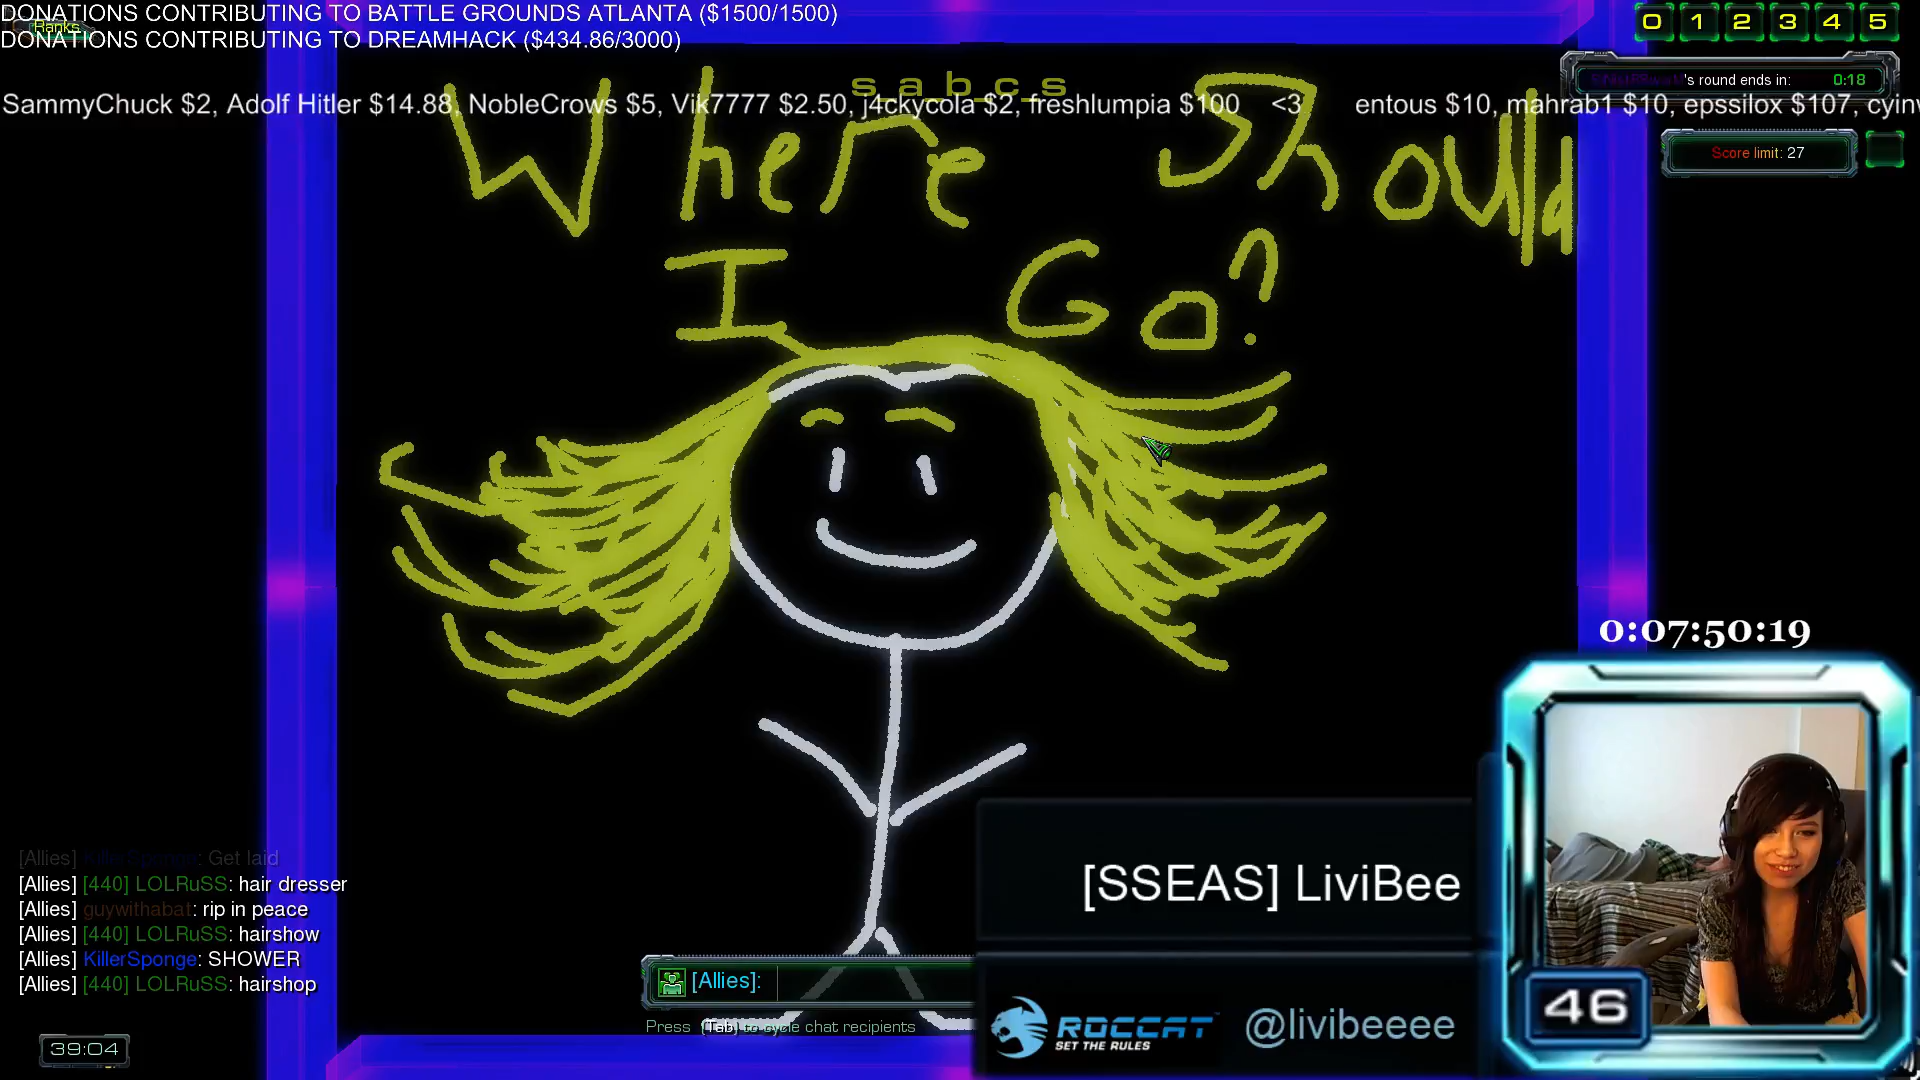 DONATIONS CONTRIBUTING TO BATTLE GROUNDS ATLANTA ($1500/1500)
Ranks
DONATIONS CONTRIBUTING TO DREAMHACK ($434.86/3000)
0 1 2 3 4 5
's round ends in: 0:18
s_a_b_c_s
SammyChuck $2, Adolf Hitler $14.88, NobleCrows $5, Vik7777 $2.50, j4ckycola $2, freshlumpia $100 <3 entous $10, mahrab1 $10, epssilox $107, cyinv
Score limit: 27
Where Should
I Go?
0:07:50:19
[Allies] KillerSponge: Get laid
[Allies] [440] LOLRuSS: hair dresser
[Allies] guywithabat: rip in peace
[Allies] [440] LOLRuSS: hairshow
[Allies] KillerSponge: SHOWER
[Allies] [440] LOLRuSS: hairshop
[SSEAS] LiviBee
[Allies]:
Press (Tab) to cycle chat recipients
ROCCAT
SET THE RULES
@livibeeee
46
39:04